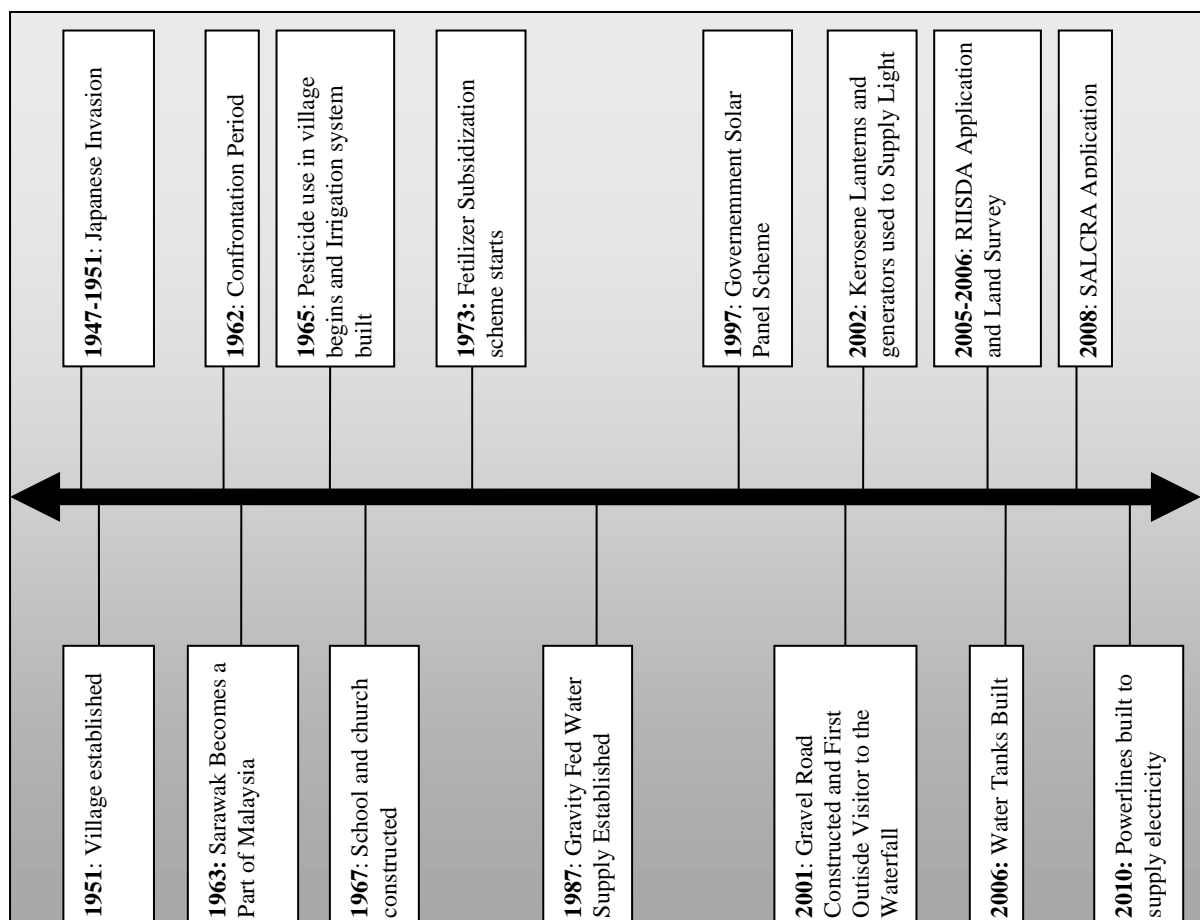 1947-1951: Japanese Invasion
1962: Confrontation Period
1965: Pesticide use in village
begins and Irrigation system
built
1973: Fetilizer Subsidization
scheme starts
1997: Governemnt Solar
Panel Scheme
2002: Kerosene Lanterns and
generators used to Supply Light
2005-2006: RIISDA Application
and Land Survey
2008: SALCRA Application
1951: Village established
1963: Sarawak Becomes a
Part of Malaysia
1967: School and church
constructed
1987: Gravity Fed Water
Supply Established
2001: Gravel Road
Constructed and First
Outisde Visitor to the
Waterfall
2006: Water Tanks Built
2010: Powerlines built to
supply electricity